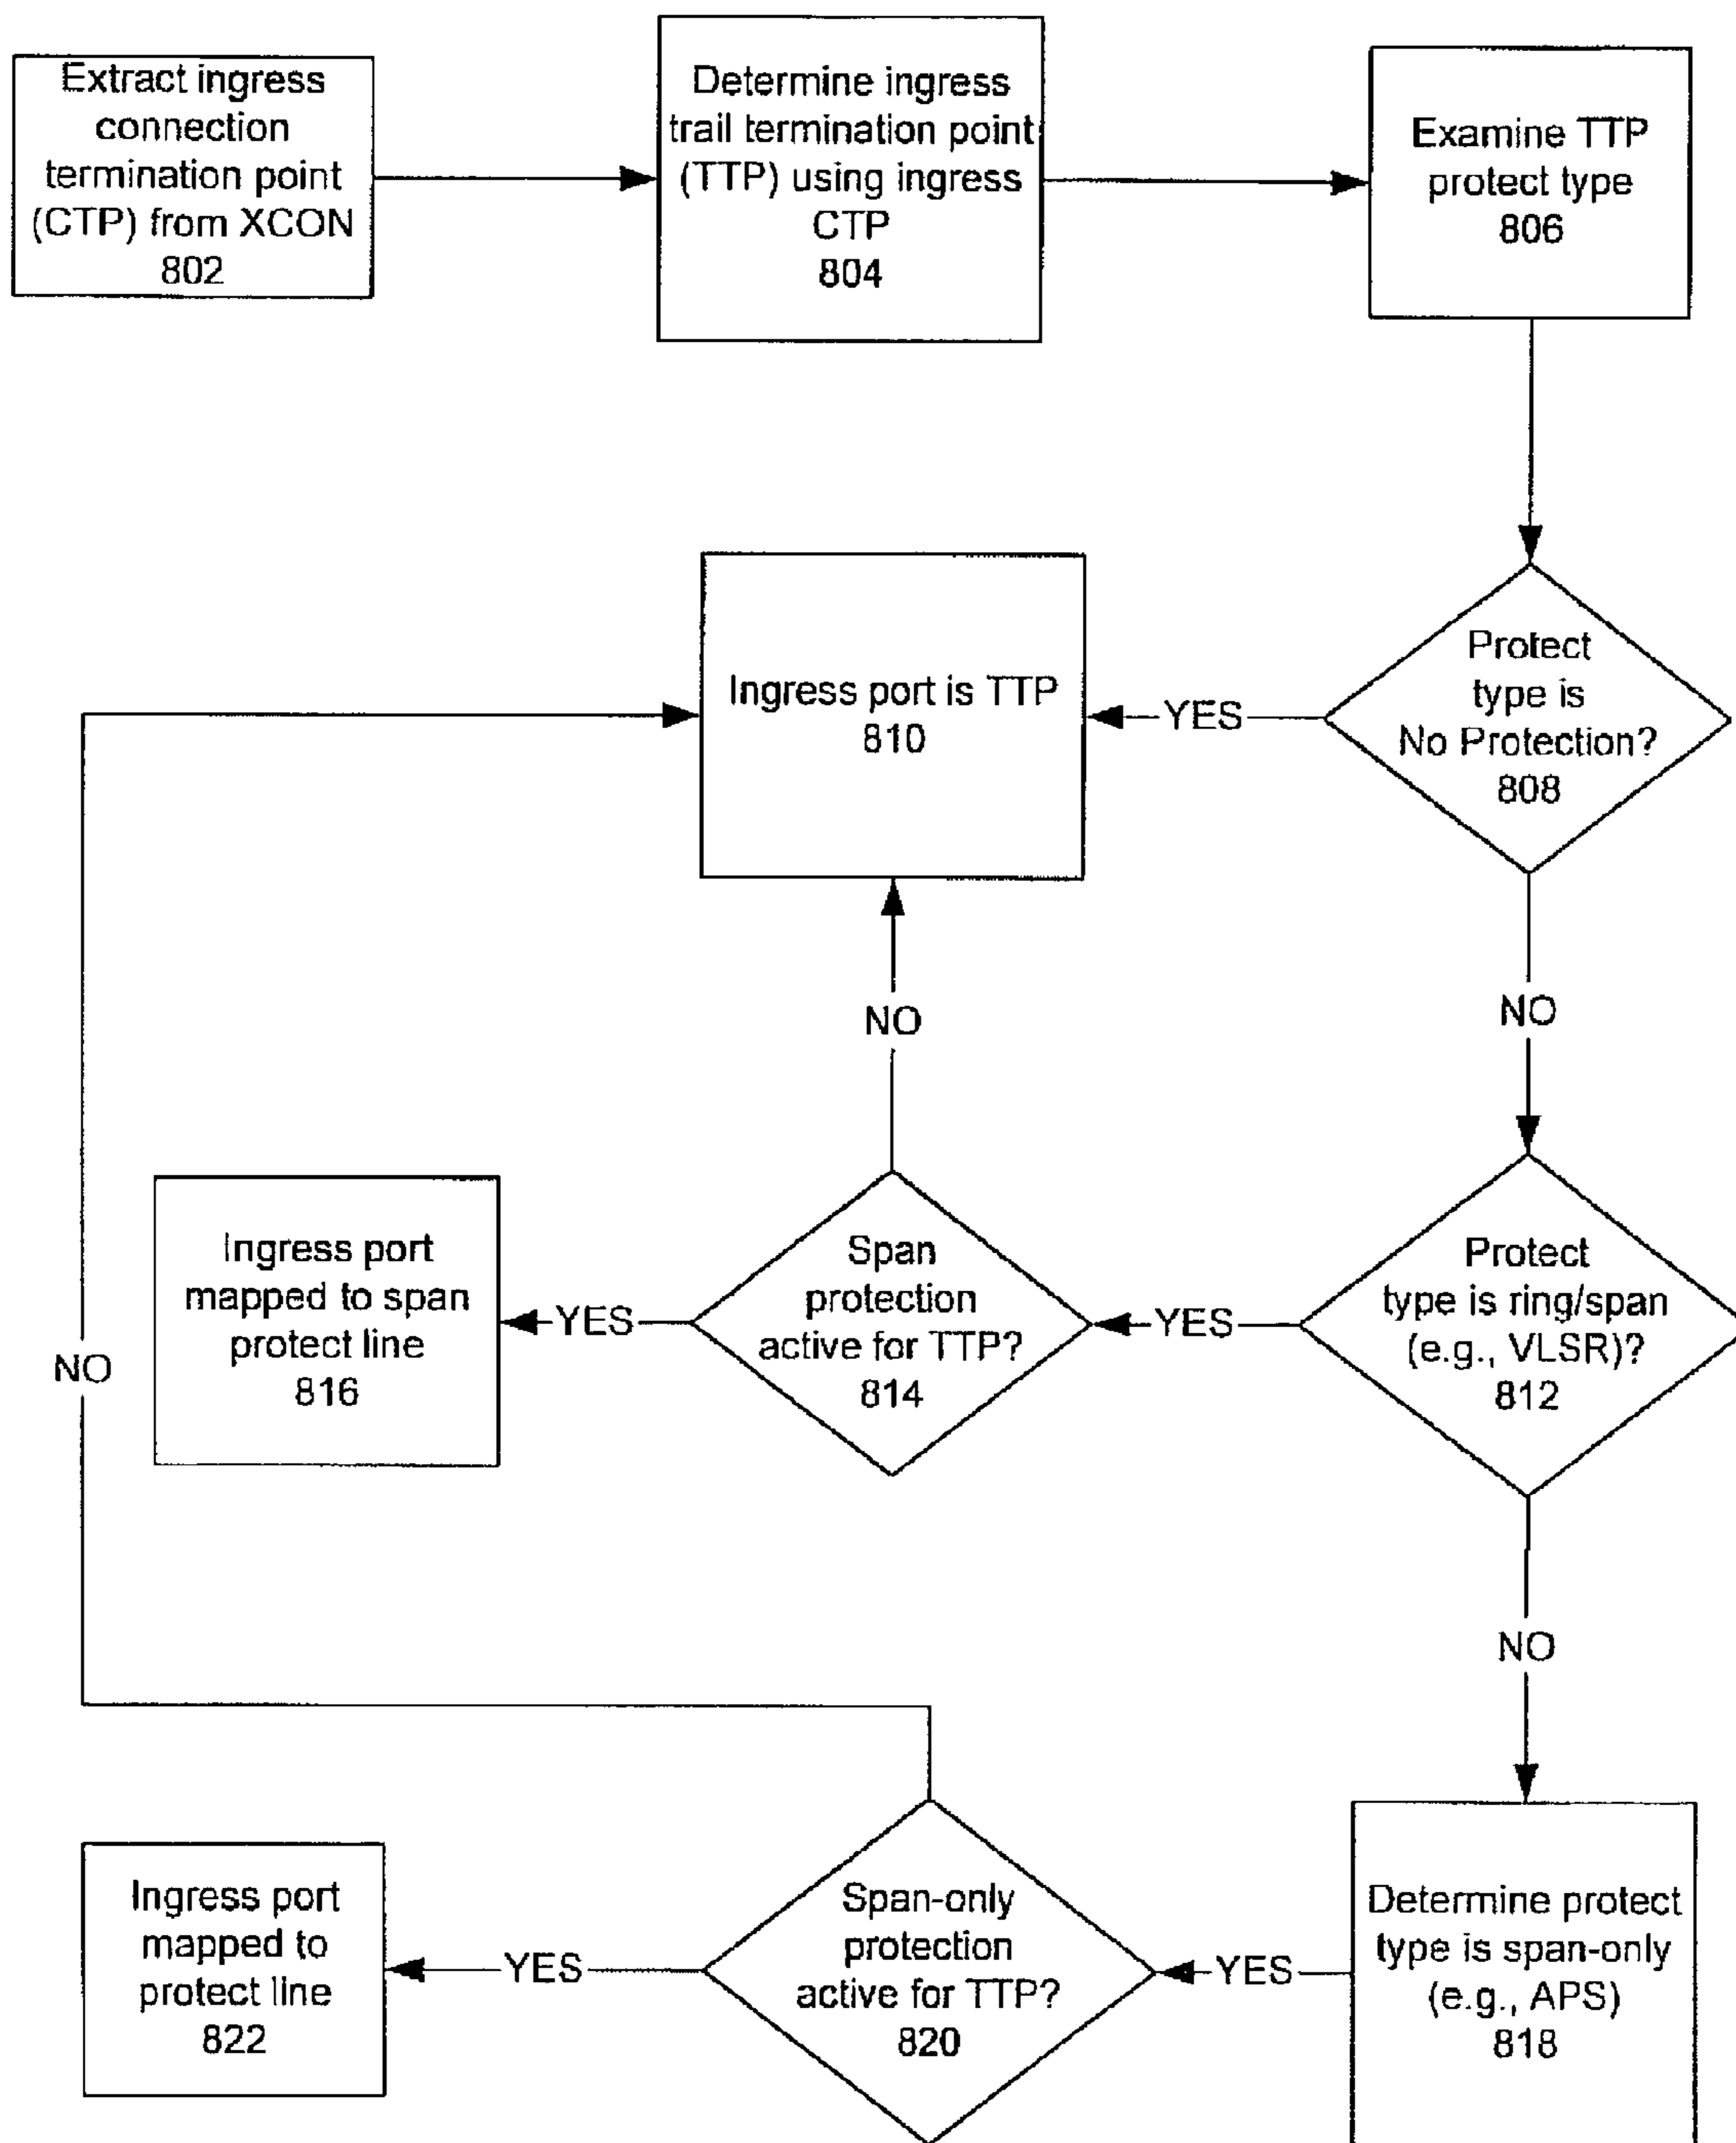 Extract ingress
connection
termination point
(CTP) from XCON
802
Determine ingress
trail termination point
(TTP) using ingress
CTP
804
Examine TTP
protect type
806
Protect
type is
No Protection?
808
YES
Ingress port is TTP
810
NO
NO
Protect
type is ring/span
(e.g., VLSR)?
812
YES
Span
protection
active for TTP?
814
YES
Ingress port
mapped to span
protect line
816
NO
NO
Determine protect
type is span-only
(e.g., APS)
818
YES
Span-only
protection
active for TTP?
820
YES
Ingress port
mapped to
protect line
822